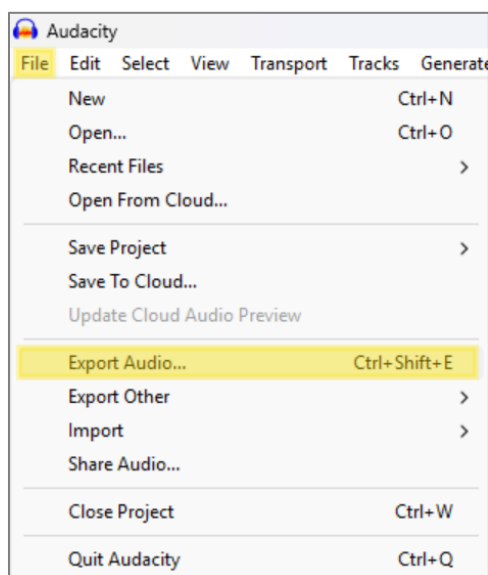 Audacity
File Edit Select View Transport Tracks Generate
New Ctrl+N
Open... Ctrl+O
Recent Files >
Open From Cloud...
Save Project >
Save To Cloud...
Update Cloud Audio Preview
Export Audio... Ctrl+Shift+E
Export Other >
Import >
Share Audio...
Close Project Ctrl+W
Quit Audacity Ctrl+Q